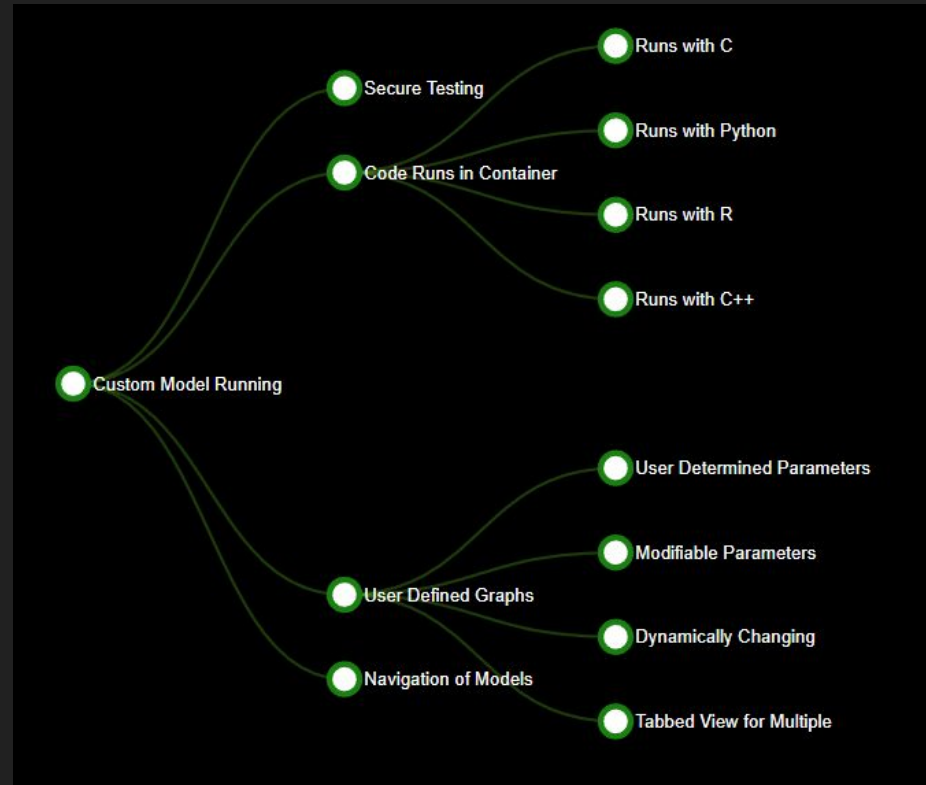 Custom Model Running
Secure Testing
Code Runs in Container
Runs with C
Runs with Python
Runs with R
Runs with C++
User Defined Graphs
User Determined Parameters
Modifiable Parameters
Dynamically Changing
Tabbed View for Multiple
Navigation of Models